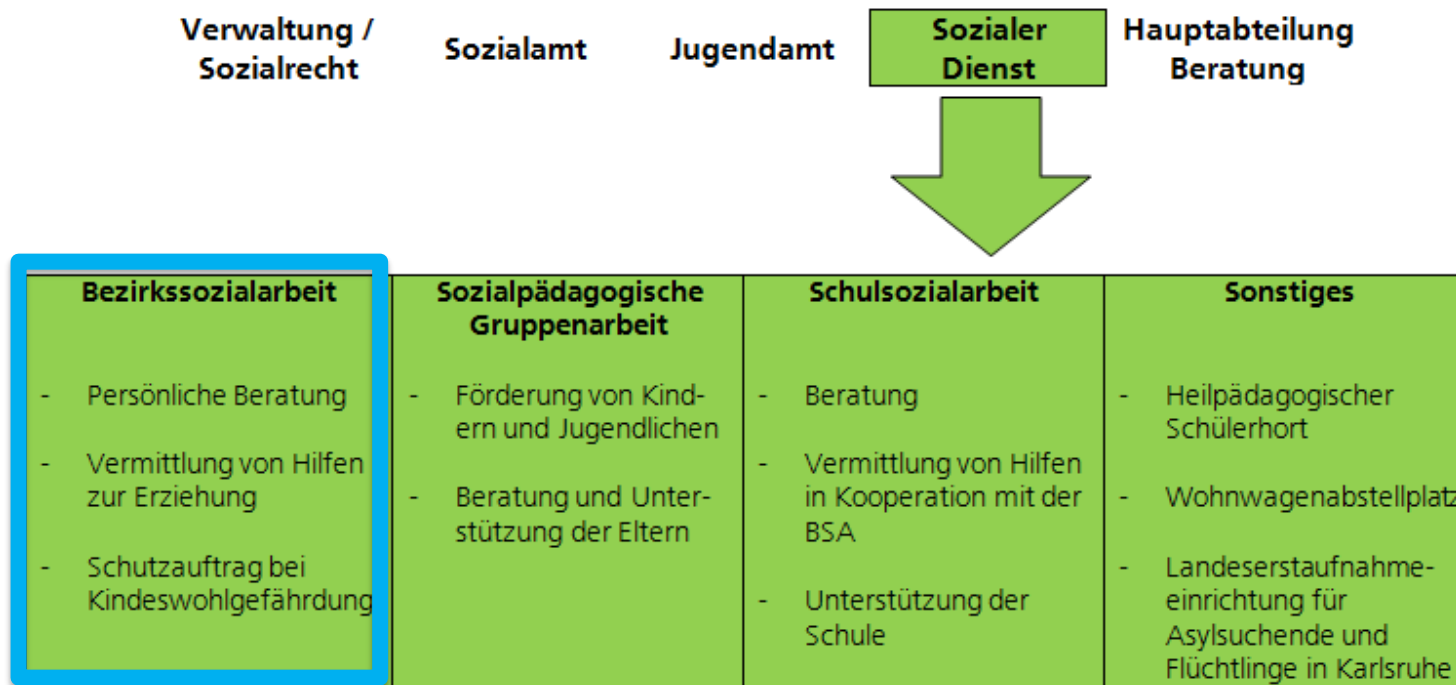 Verwaltung /
Sozialrecht
Sozialamt
Jugendamt
Sozialer
Dienst
Hauptabteilung
Beratung
Bezirkssozialarbeit
- Persönliche Beratung
- Vermittlung von Hilfen
zur Erziehung
- Schutzauftrag bei
Kindeswohlgefährdung
Sozialpädagogische
Gruppenarbeit
- Förderung von Kind-
ern und Jugendlichen
- Beratung und Unter-
stützung der Eltern
Schulsozialarbeit
- Beratung
- Vermittlung von Hilfen
in Kooperation mit der
BSA
- Unterstützung der
Schule
Sonstiges
- Heilpädagogischer
Schülerhort
- Wohnwagenabstellplatz
- Landeserstaufnahme-
einrichtung für
Asylsuchende und
Flüchtlinge in Karlsruhe